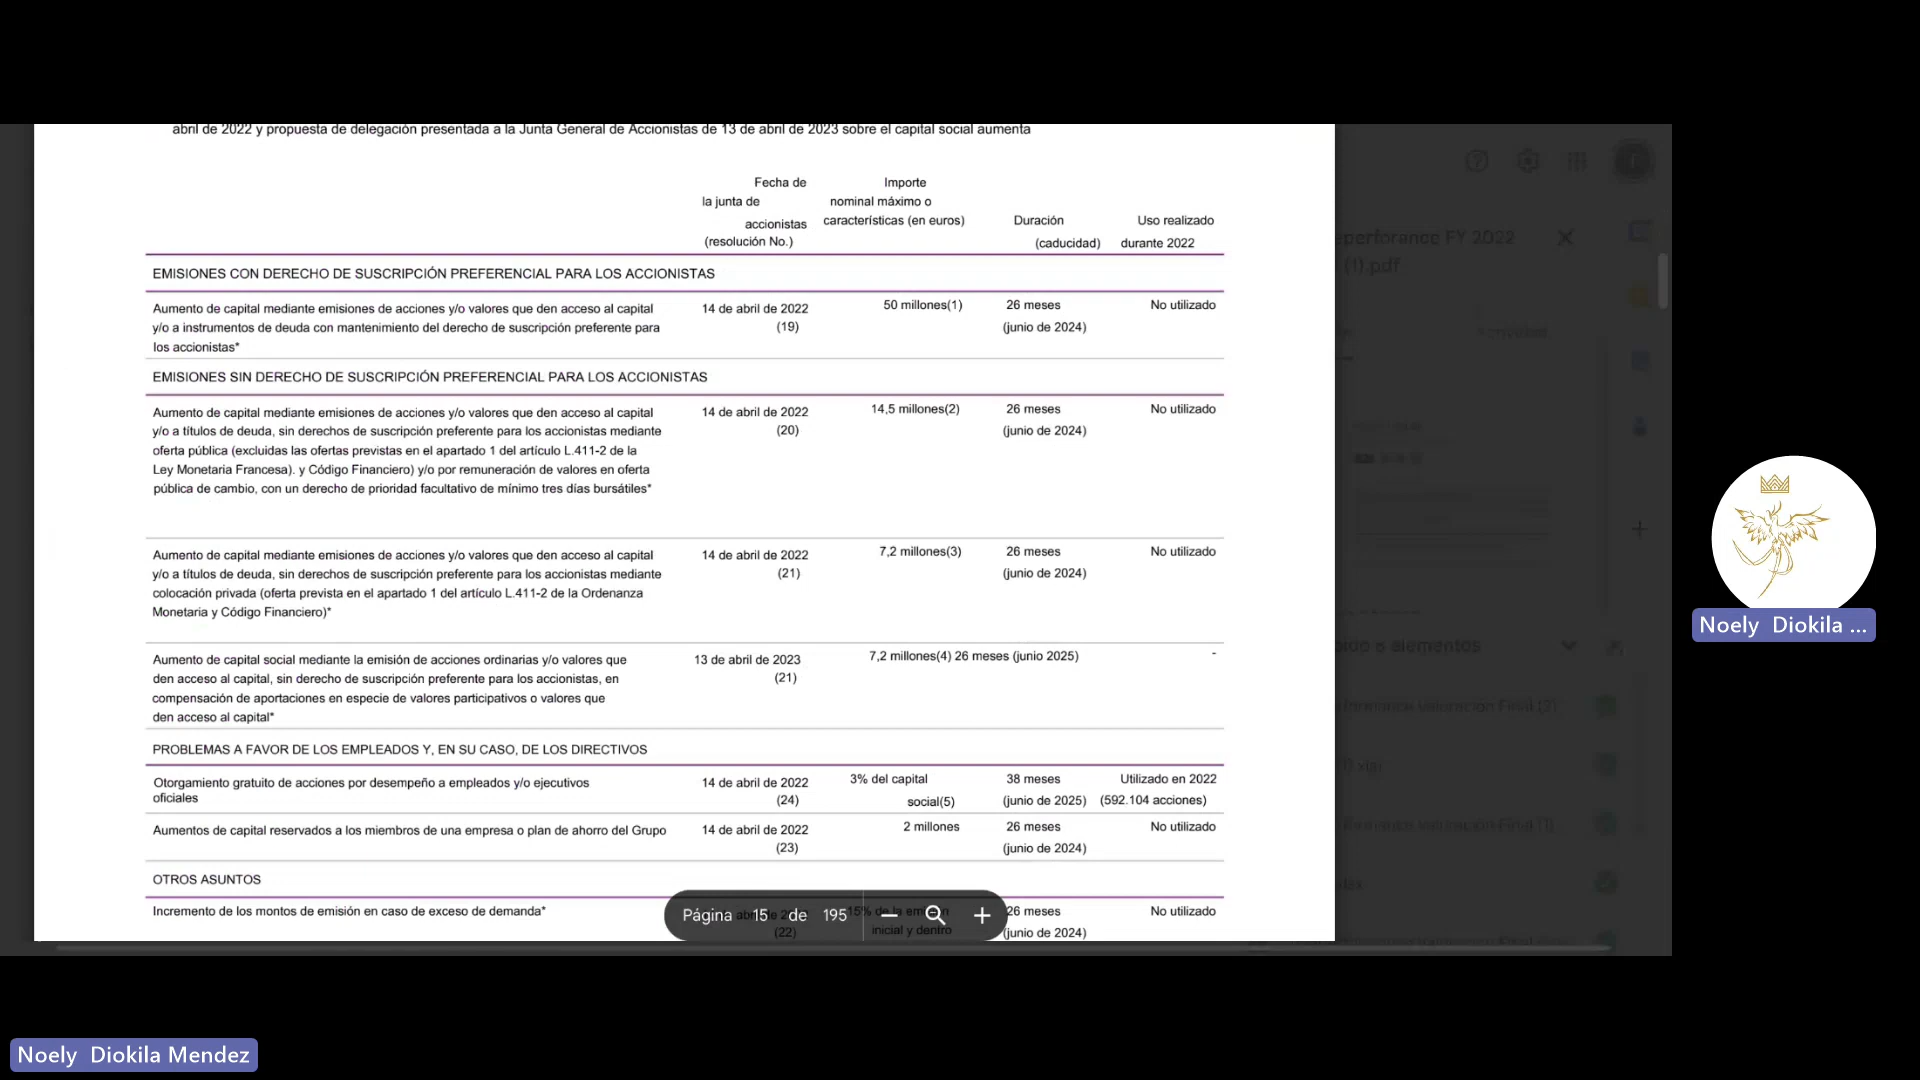 abril de 2022 y propuesta de delegación presentada a la Junta General de Accionistas de 13 de abril de 2023 sobre el capital social aumenta
Fecha de
la junta de
accionistas
(resolución No.)
Importe
nominal máximo o
características (en euros)
Duración
(caducidad)
Uso realizado
durante 2022
EMISIONES CON DERECHO DE SUSCRIPCIÓN PREFERENCIAL PARA LOS ACCIONISTAS
Aumento de capital mediante emisiones de acciones y/o valores que den acceso al capital
y/o a instrumentos de deuda con mantenimiento del derecho de suscripción preferente para
los accionistas*
14 de abril de 2022
(19)
50 millones(1)
26 meses
(junio de 2024)
No utilizado
EMISIONES SIN DERECHO DE SUSCRIPCIÓN PREFERENCIAL PARA LOS ACCIONISTAS
Aumento de capital mediante emisiones de acciones y/o valores que den acceso al capital
y/o a títulos de deuda, sin derechos de suscripción preferente para los accionistas mediante
oferta pública (excluidas las ofertas previstas en el apartado 1 del artículo L.411-2 de la
Ley Monetaria Francesa). y Código Financiero) y/o por remuneración de valores en oferta
pública de cambio, con un derecho de prioridad facultativo de mínimo tres días bursátiles*
14 de abril de 2022
(20)
14,5 millones(2)
26 meses
(junio de 2024)
No utilizado
Aumento de capital mediante emisiones de acciones y/o valores que den acceso al capital
y/o a títulos de deuda, sin derechos de suscripción preferente para los accionistas mediante
colocación privada (oferta prevista en el apartado 1 del artículo L.411-2 de la Ordenanza
Monetaria y Código Financiero)*
14 de abril de 2022
(21)
7,2 millones(3)
26 meses
(junio de 2024)
No utilizado
Aumento de capital social mediante la emisión de acciones ordinarias y/o valores que
den acceso al capital, sin derecho de suscripción preferente para los accionistas, en
compensación de aportaciones en especie de valores participativos o valores que
den acceso al capital*
13 de abril de 2023
(21)
7,2 millones(4) 26 meses (junio 2025)
-
PROBLEMAS A FAVOR DE LOS EMPLEADOS Y, EN SU CASO, DE LOS DIRECTIVOS
Otorgamiento gratuito de acciones por desempeño a empleados y/o ejecutivos
oficiales
14 de abril de 2022
(24)
3% del capital
social(5)
38 meses
(junio de 2025)
Utilizado en 2022
(592.104 acciones)
Aumentos de capital reservados a los miembros de una empresa o plan de ahorro del Grupo
14 de abril de 2022
(23)
2 millones
26 meses
(junio de 2024)
No utilizado
OTROS ASUNTOS
Incremento de los montos de emisión en caso de exceso de demanda*
(22)
15% de la emisión
inicial y dentro
26 meses
(junio de 2024)
No utilizado
Página 15 de 195
eperforance FY 2022
(1).pdf
elementos
Noely Diokila ...
Noely Diokila Mendez